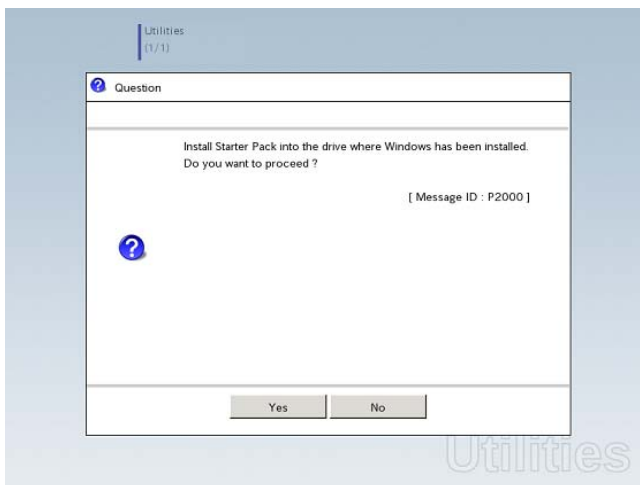 Utilities
(1/1)
Question
Install Starter Pack into the drive where Windows has been installed.
Do you want to proceed ?
[ Message ID : P2000 ]
Yes
No
Utilities